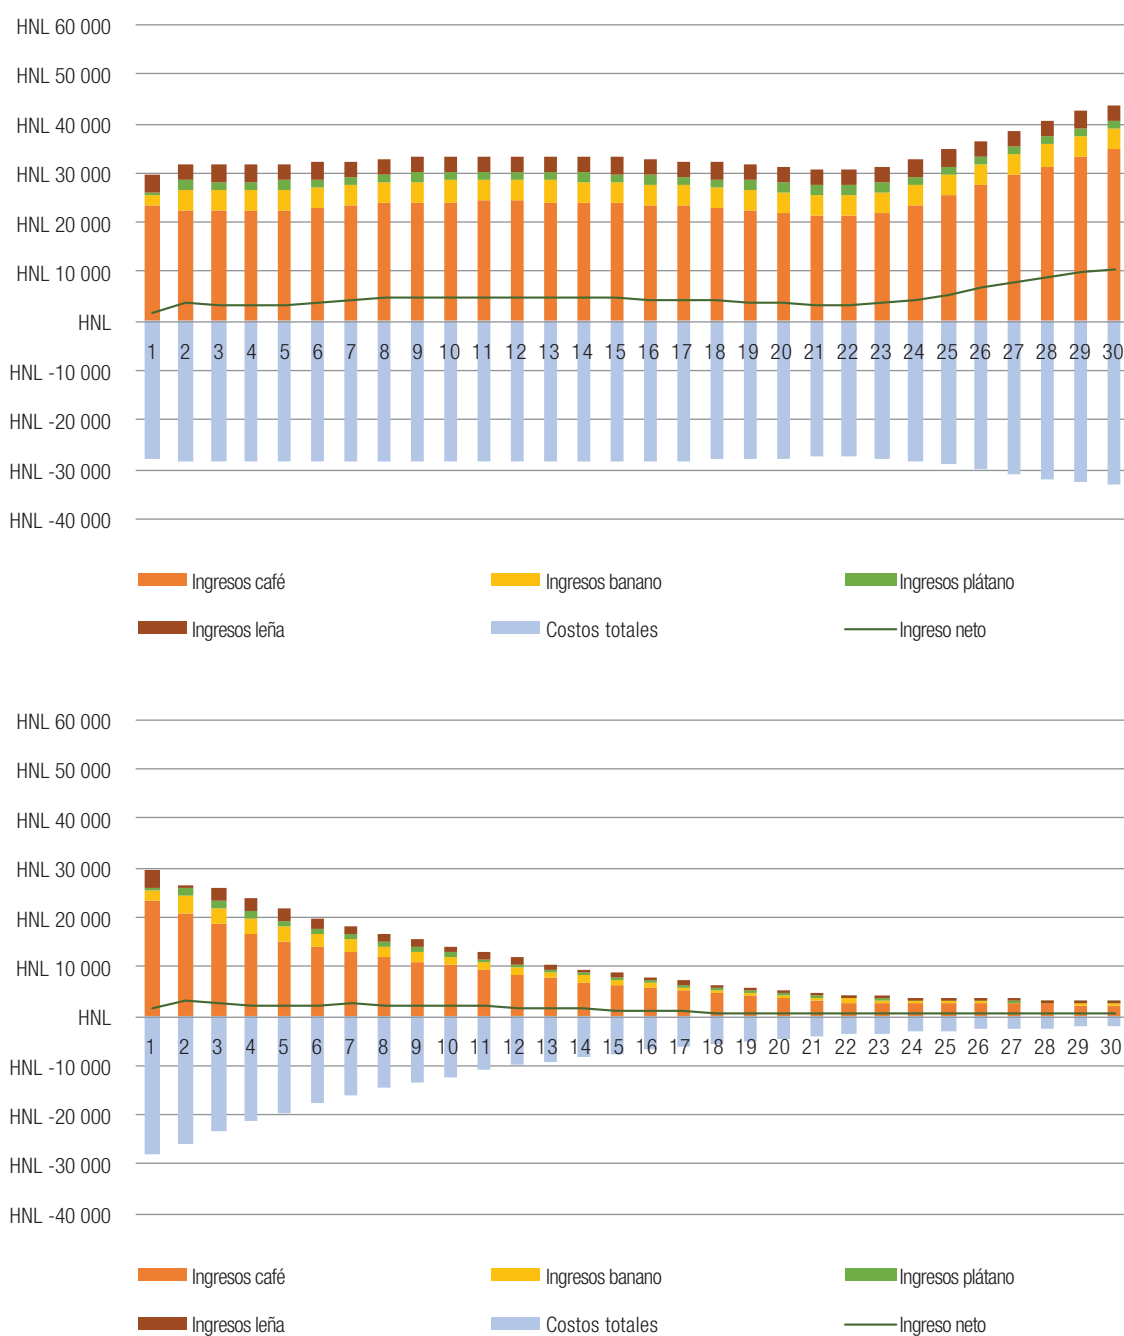 HNL 60 000
HNL 50 000
HNL 40 000
HNL 30 000
HNL 20 000
HNL 10 000
HNL
1 2 3 4 5 6 7 8 9 10 11 12 13 14 15 16 17 18 19 20 21 22 23 24 25 26 27 28 29 30
HNL -10 000
HNL -20 000
HNL -30 000
HNL -40 000
Ingresos café Ingresos banano Ingresos plátano
Ingresos leña Costos totales Ingreso neto
HNL 60 000
HNL 50 000
HNL 40 000
HNL 30 000
HNL 20 000
HNL 10 000
HNL
1 2 3 4 5 6 7 8 9 10 11 12 13 14 15 16 17 18 19 20 21 22 23 24 25 26 27 28 29 30
HNL -10 000
HNL -20 000
HNL -30 000
HNL -40 000
Ingresos café Ingresos banano Ingresos plátano
Ingresos leña Costos totales Ingreso neto